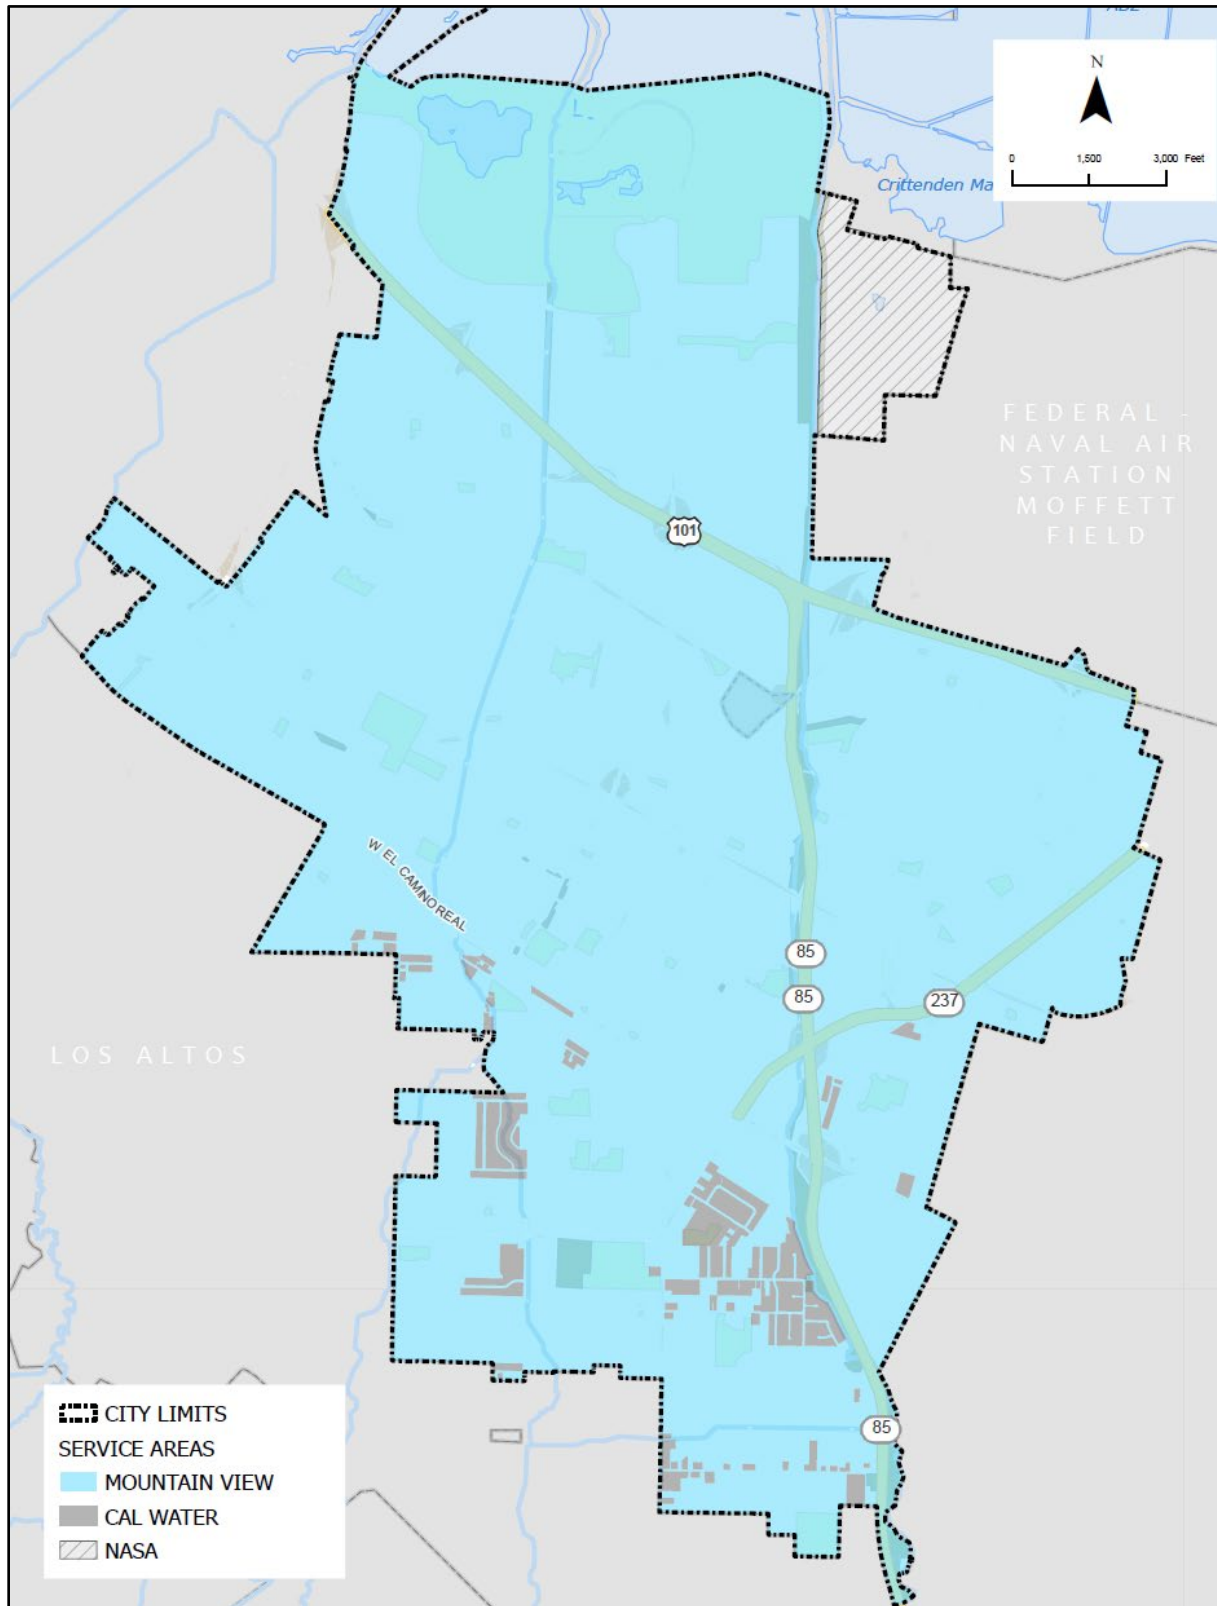 N
0 1,500 3,000 Feet
Crittenden Ma
FEDERAL -
NAVAL AIR
STATION
MOFFETT
FIELD
101
W EL CAMINO REAL
85
85
237
LOS ALTOS
85
CITY LIMITS
SERVICE AREAS
MOUNTAIN VIEW
CAL WATER
NASA